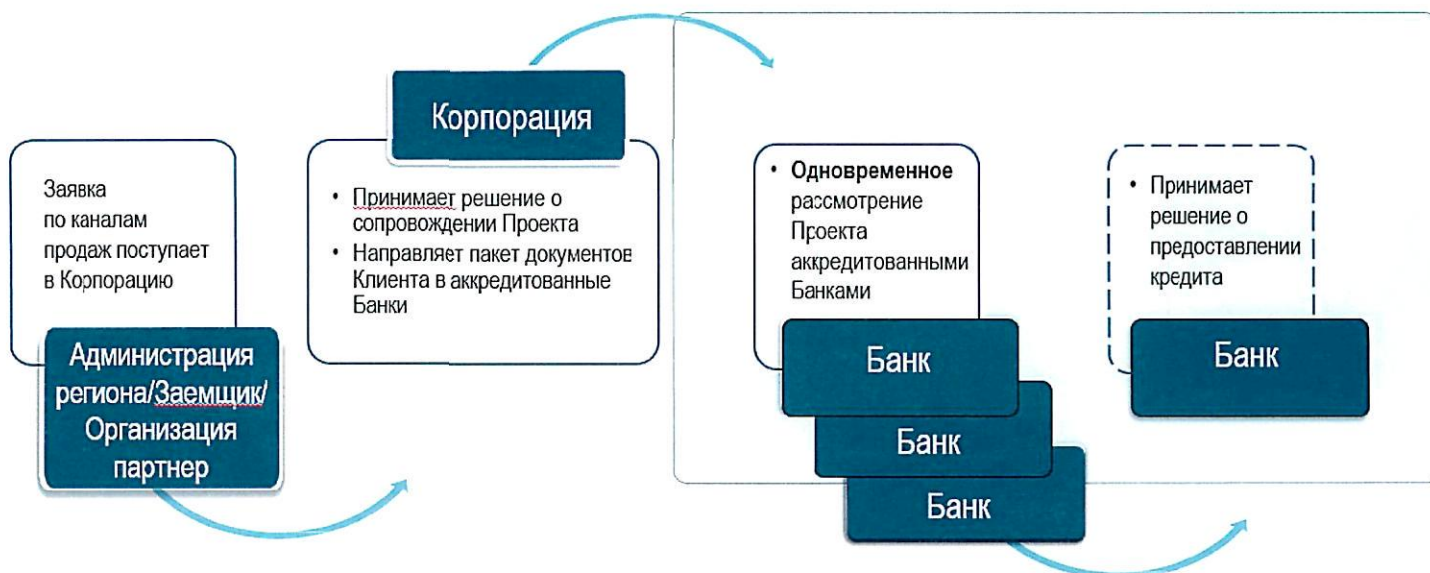 Заявка
по каналам
продаж поступает
в Корпорацию
Администрация
региона/Заемщик/
Организация
партнер
Корпорация
• Принимает решение о
сопровождении Проекта
• Направляет пакет документов
Клиента в аккредитованные
Банки
• Одновременное
рассмотрение
Проекта
аккредитованными
Банками
Банк
Банк
Банк
• Принимает
решение о
предоставлении
кредита
Банк